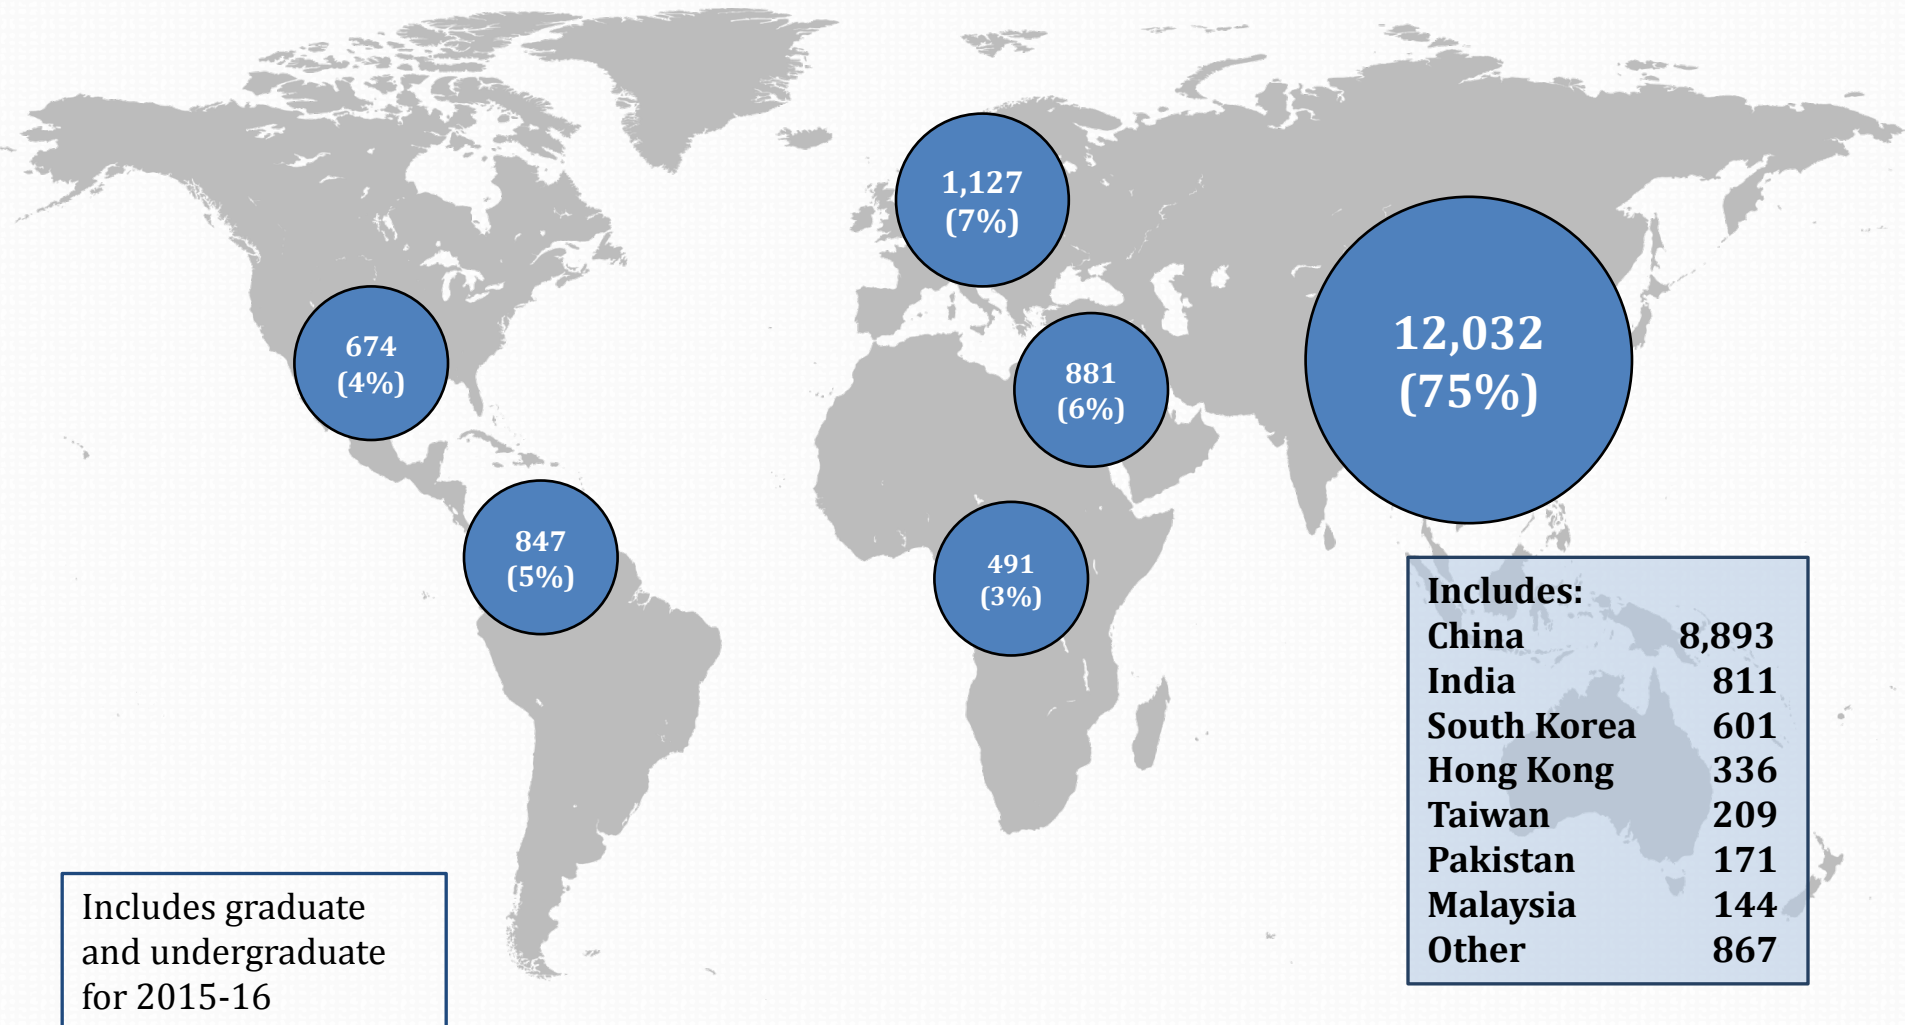 1,127
(7%)
674
(4%)
881
(6%)
12,032
(75%)
847
(5%)
491
(3%)
Includes:
China 8,893
India 811
South Korea 601
Hong Kong 336
Taiwan 209
Pakistan 171
Malaysia 144
Other 867
Includes graduate
and undergraduate
for 2015-16